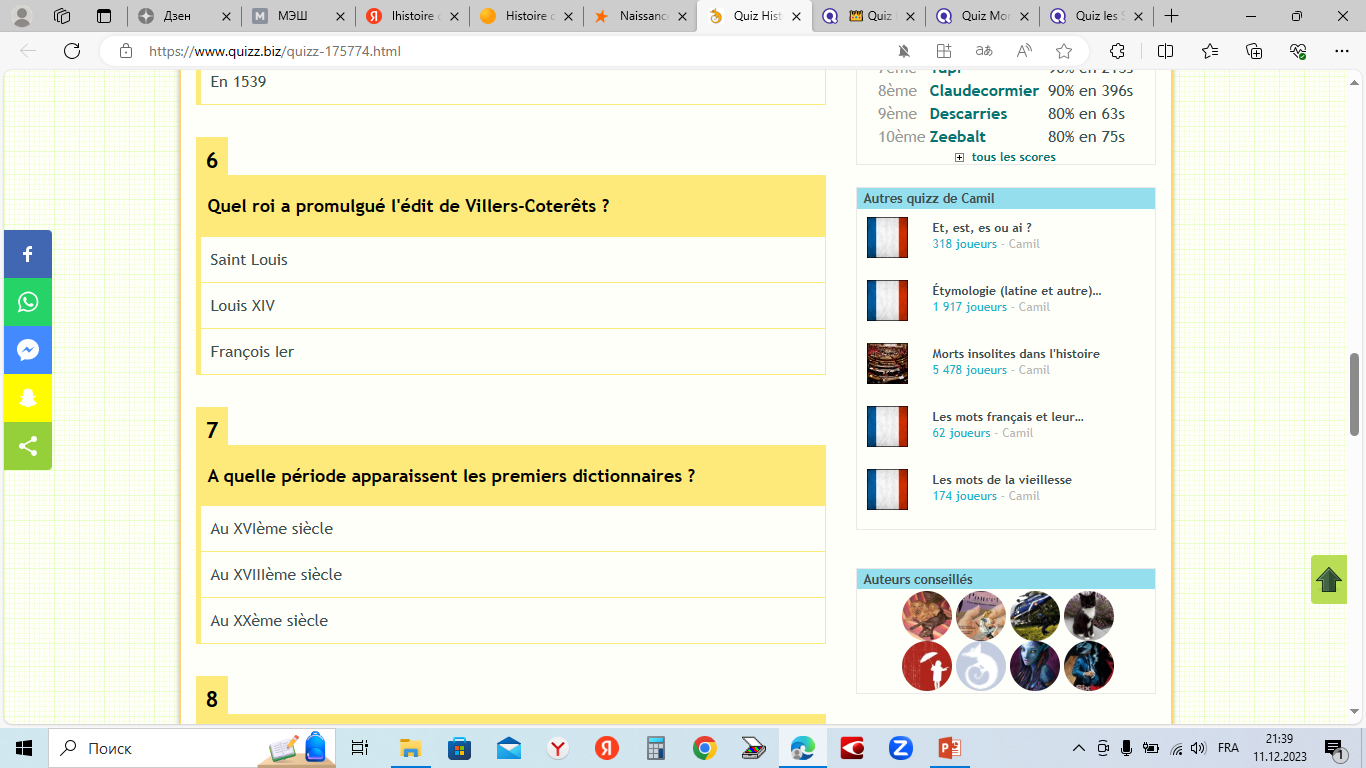 Дзен
МЭШ
lhistoire
Histoire
Naissance
Quiz Hist
Quiz
Quiz Mor
Quiz les S
https://www.quizz.biz/quizz-175774.html
En 1539
6
Quel roi a promulgué l'édit de Villers-Coterêts ?
Saint Louis
Louis XIV
François Ier
7
A quelle période apparaissent les premiers dictionnaires ?
Au XVIème siècle
Au XVIIIème siècle
Au XXème siècle
8
8ème Claudecormier 90% en 396s
9ème Descarries 80% en 63s
10ème Zeebalt 80% en 75s
tous les scores
Autres quizz de Camil
Et, est, es ou ai ?
318 joueurs - Camil
Étymologie (latine et autre)...
1 917 joueurs - Camil
Morts insolites dans l'histoire
5 478 joueurs - Camil
Les mots français et leur...
62 joueurs - Camil
Les mots de la vieillesse
174 joueurs - Camil
Auteurs conseillés
Поиск
FRA
21:39
11.12.2023
1